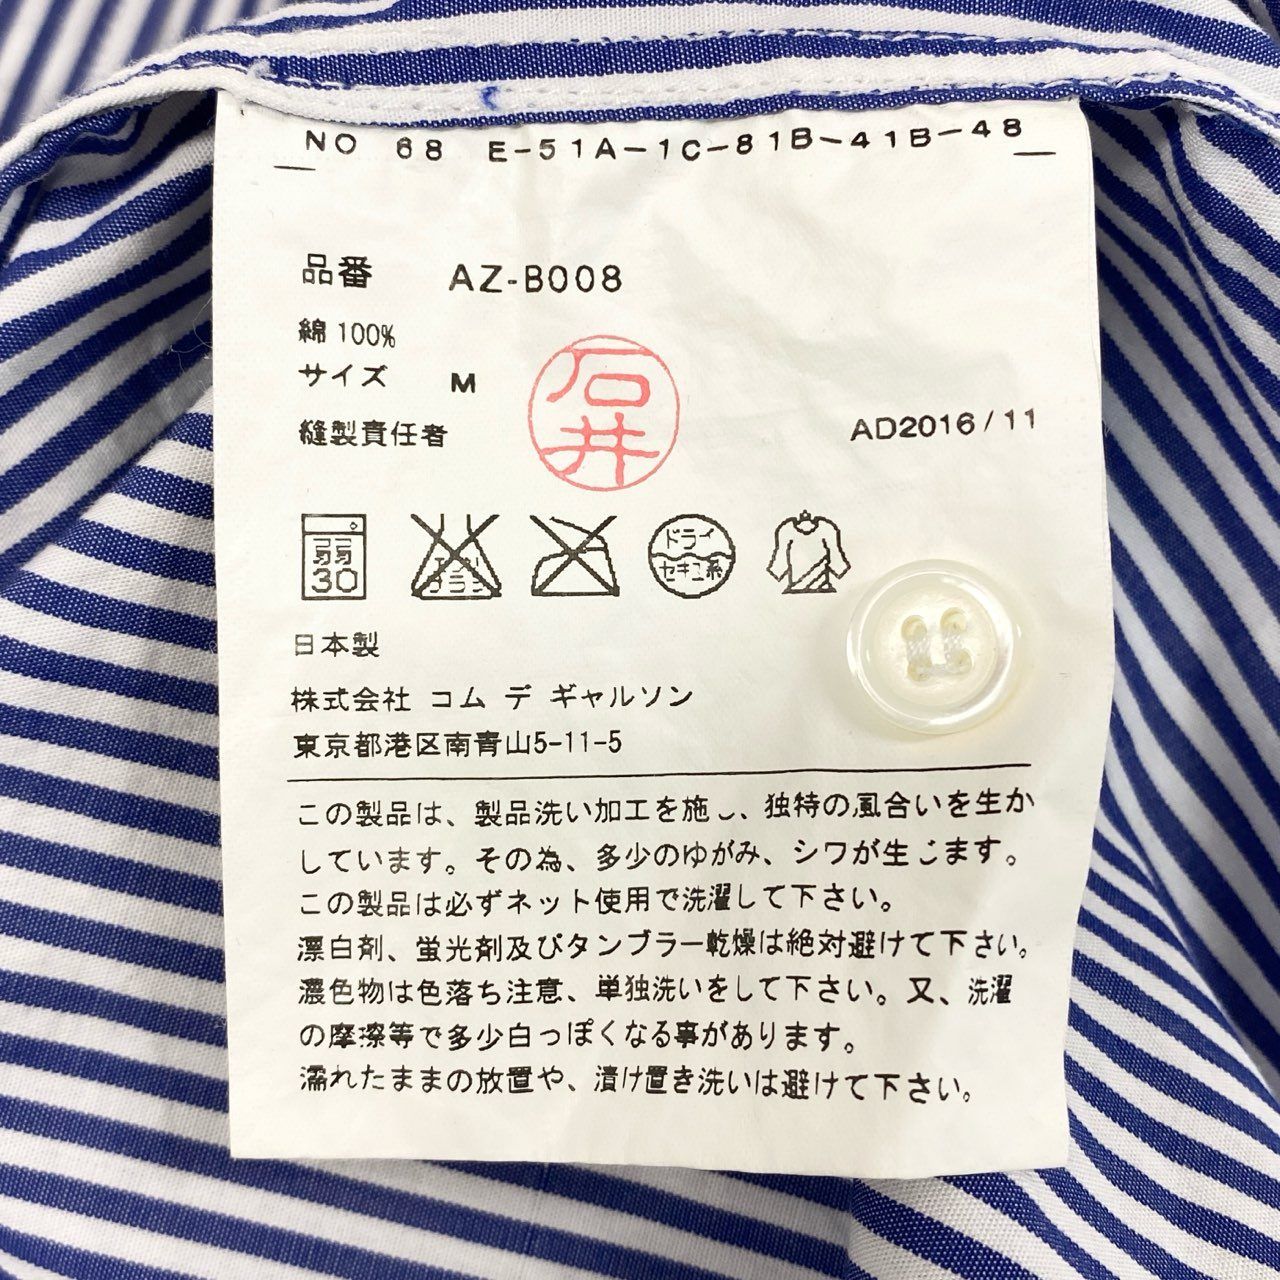 NO 68 E-51A-1C-81B-41B-48
品番 AZ-B008
綿 100%
サイズ M
縫製責任者 石井
AD2016/11
弱 30
エンソ
ドライ
セキユ系
日本製
株式会社 コム デ ギャルソン
東京都港区南青山5-11-5
この製品は、製品洗い加工を施し、独特の風合いを生か
しています。その為、多少のゆがみ、シワが生じます。
この製品は必ずネット使用で洗濯して下さい。
漂白剤、蛍光剤及びタンブラー乾燥は絶対避けて下さい。
濃色物は色落ち注意、単独洗いをして下さい。又、洗濯
の摩擦等で多少白っぽくなる事があります。
濡れたままの放置や、漬け置き洗いは避けて下さい。